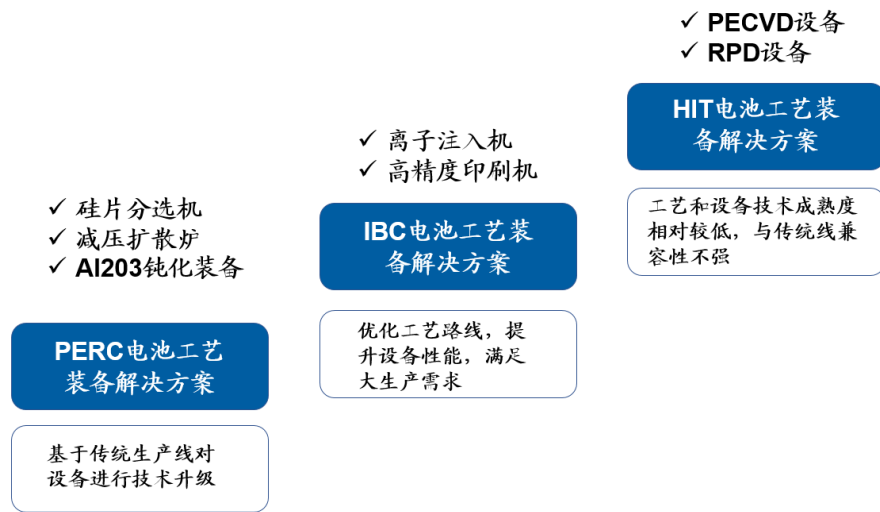 ✓ 硅片分选机
✓ 减压扩散炉
✓ AI203钝化装备
PERC电池工艺
装备解决方案
基于传统生产线对
设备进行技术升级
✓ 离子注入机
✓ 高精度印刷机
IBC电池工艺装
备解决方案
优化工艺路线，提
升设备性能，满足
大生产需求
✓ PECVD设备
✓ RPD设备
HIT电池工艺装
备解决方案
工艺和设备技术成熟度
相对较低，与传统线兼
容性不强